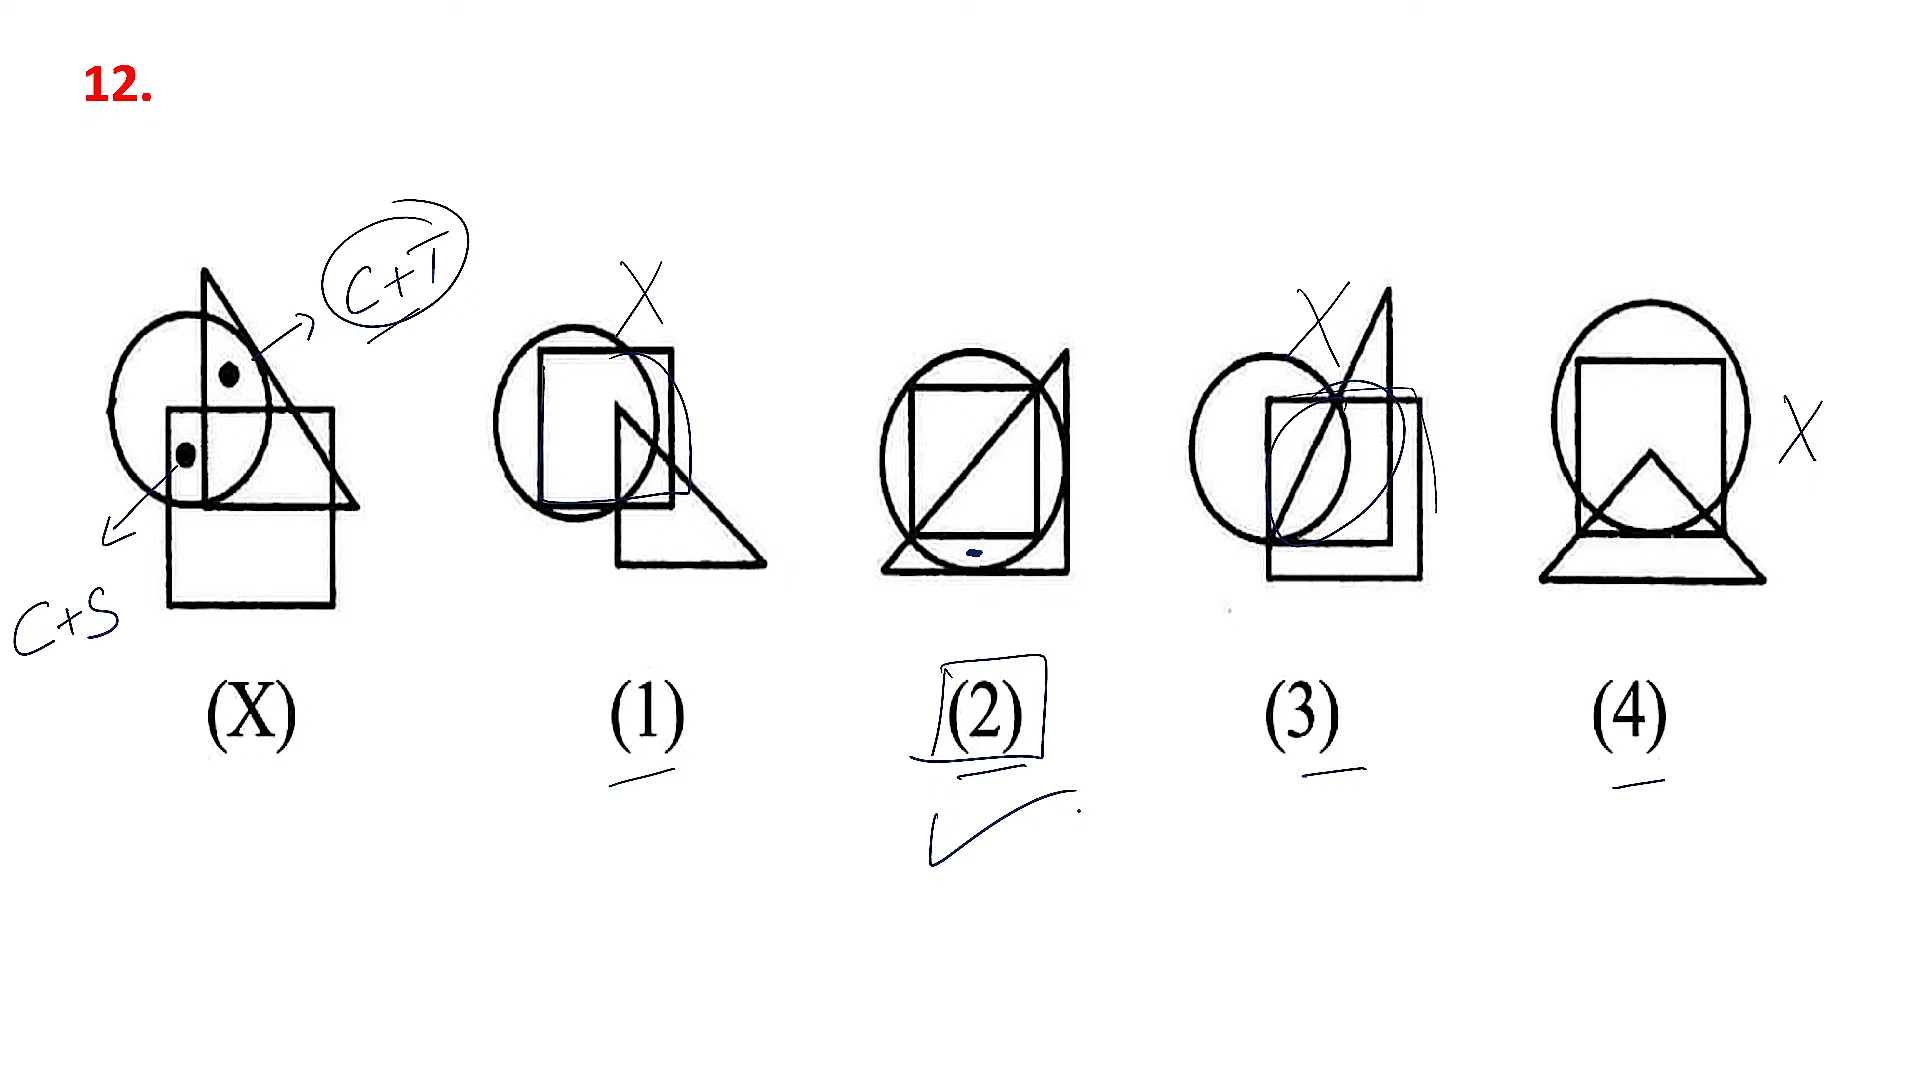 12.
C+T
X
X
X
C+S
(X) (1) (2) (3) (4)